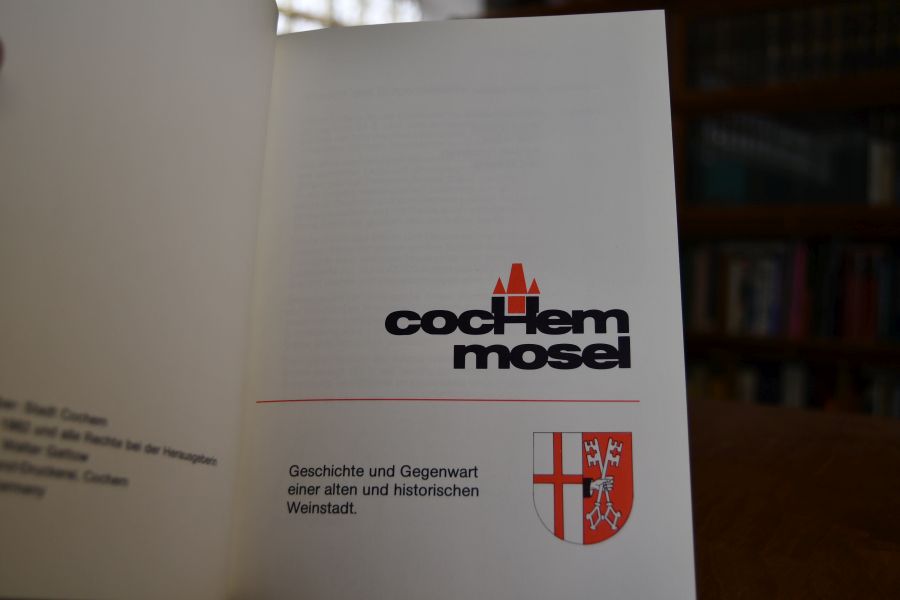 Stadt Cochem
1982 und alle Rechte bei der Herausgeberin
Walter Gattow
Druckerei, Cochem
cocHem
mosel
Geschichte und Gegenwart
einer alten und historischen
Weinstadt.